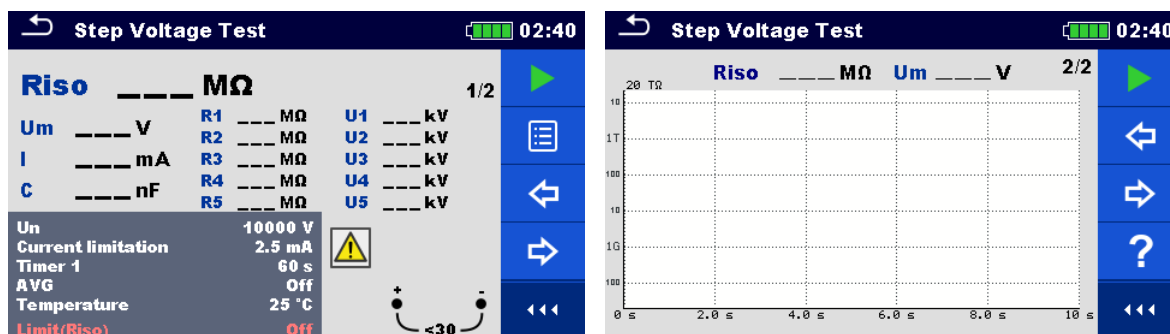 Step Voltage Test 02:40
Riso ___ MΩ 1/2
Um ___ V R1 ___ MΩ U1 ___ kV
R2 ___ MΩ U2 ___ kV
I ___ mA R3 ___ MΩ U3 ___ kV
R4 ___ MΩ U4 ___ kV
C ___ nF R5 ___ MΩ U5 ___ kV
Un 10000 V
Current limitation 2.5 mA
Timer 1 60 s
AVG Off
Temperature 25 °C
Limit(Riso) Off
+ -
<30
Step Voltage Test 02:40
Riso ___ MΩ Um ___ V 2/2
20 TΩ
10
1T
100
10
1G
100
0 s 2.0 s 4.0 s 6.0 s 8.0 s 10 s
?